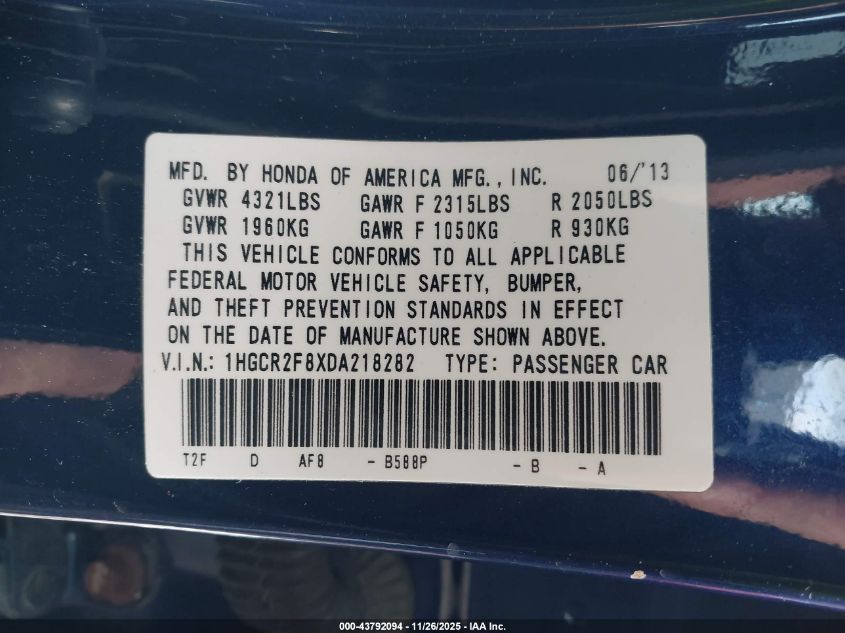 MFD. BY HONDA OF AMERICA MFG., INC. 06/'13
GVWR 4321LBS GAWR F 2315LBS R 2050LBS
GVWR 1960KG GAWR F 1050KG R 930KG
THIS VEHICLE CONFORMS TO ALL APPLICABLE
FEDERAL MOTOR VEHICLE SAFETY, BUMPER,
AND THEFT PREVENTION STANDARDS IN EFFECT
ON THE DATE OF MANUFACTURE SHOWN ABOVE.
V.I.N.: 1HGCR2F8XDA218282 TYPE: PASSENGER CAR
T2F D AF8 - B588P - B - A
000-43792094 - 11/26/2025 - IAA Inc.